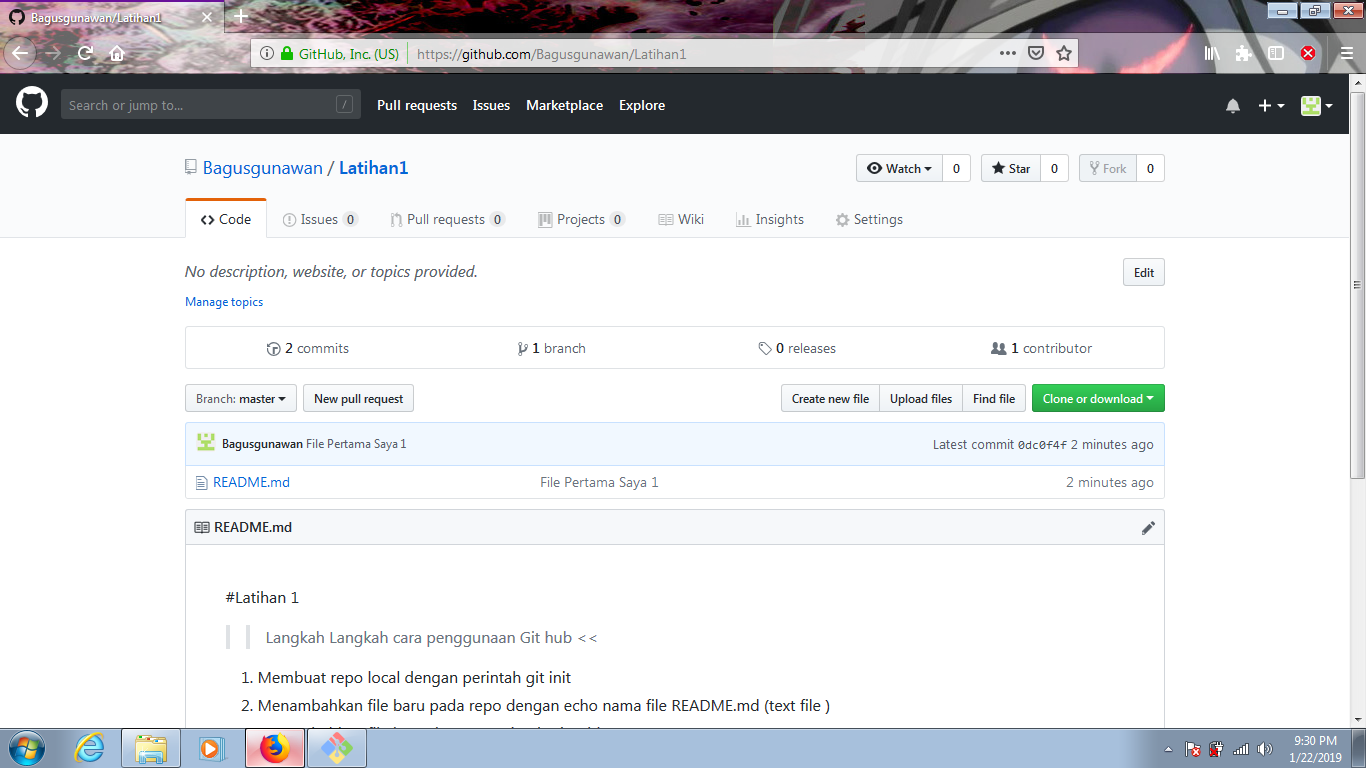 Bagusgunawan/Latihan1
GitHub, Inc. (US) https://github.com/Bagusgunawan/Latihan1
Search or jump to... / Pull requests Issues Marketplace Explore
Bagusgunawan / Latihan1 Watch 0 Star 0 Fork 0
Code Issues 0 Pull requests 0 Projects 0 Wiki Insights Settings
No description, website, or topics provided. Edit
Manage topics
2 commits 1 branch 0 releases 1 contributor
Branch: master New pull request Create new file Upload files Find file Clone or download
Bagusgunawan File Pertama Saya 1 Latest commit 0dc0f4f 2 minutes ago
README.md File Pertama Saya 1 2 minutes ago
README.md
#Latihan 1
Langkah Langkah cara penggunaan Git hub <<
1. Membuat repo local dengan perintah git init
2. Menambahkan file baru pada repo dengan echo nama file README.md (text file )
9:30 PM
1/22/2019